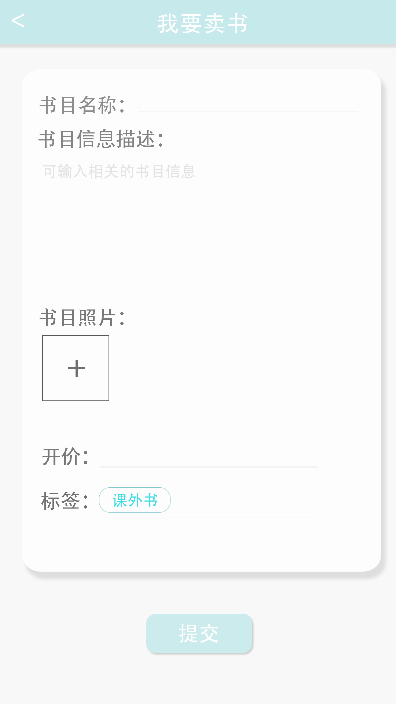 <
我要卖书
书目名称：
书目信息描述：
可输入相关的书目信息
书目照片：
+
开价：
标签： 课外书
提交